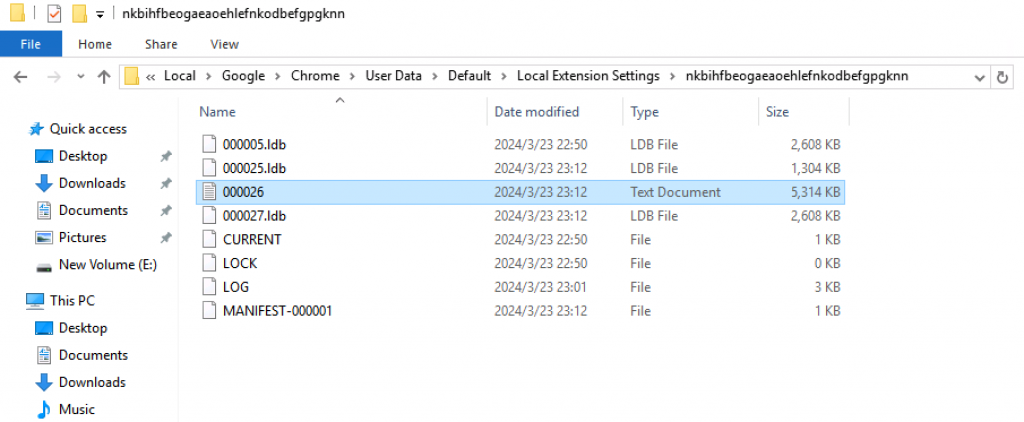 nkbihfbeogaeaoehlefnkodbefgpgknn
File Home Share View
« Local > Google > Chrome > User Data > Default > Local Extension Settings > nkbihfbeogaeaoehlefnkodbefgpgknn
Name Date modified Type Size
Quick access
Desktop
Downloads
Documents
Pictures
New Volume (E:)
This PC
Desktop
Documents
Downloads
Music
000005.ldb 2024/3/23 22:50 LDB File 2,608 KB
000025.ldb 2024/3/23 23:12 LDB File 1,304 KB
000026 2024/3/23 23:12 Text Document 5,314 KB
000027.ldb 2024/3/23 23:12 LDB File 2,608 KB
CURRENT 2024/3/23 22:50 File 1 KB
LOCK 2024/3/23 22:50 File 0 KB
LOG 2024/3/23 23:01 File 3 KB
MANIFEST-000001 2024/3/23 23:12 File 1 KB